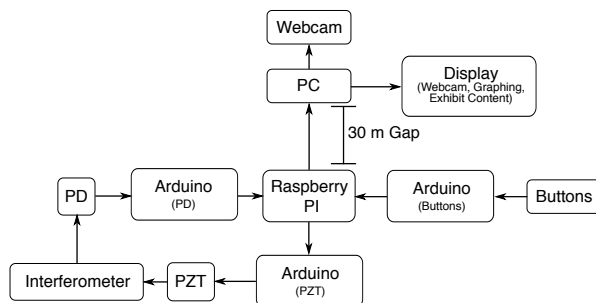 Webcam
PC
Display
(Webcam, Graphing,
Exhibit Content)
30 m Gap
PD
Arduino
(PD)
Raspberry
PI
Arduino
(Buttons)
Buttons
Interferometer
PZT
Arduino
(PZT)